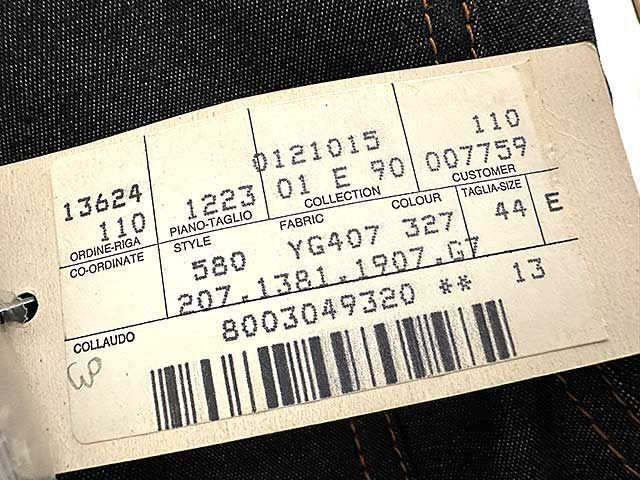 13624
110
ORDINE-RIGA
1223
PIANO-TAGLIO
0121015
01 E 90
COLLECTION
110
007759
CUSTOMER
CO-ORDINATE
STYLE
580
FABRIC
YG407
COLOUR
327
TAGLIA-SIZE
44
E
207.1381.1907.G7
COLLAUDO
8003049320 ** 13